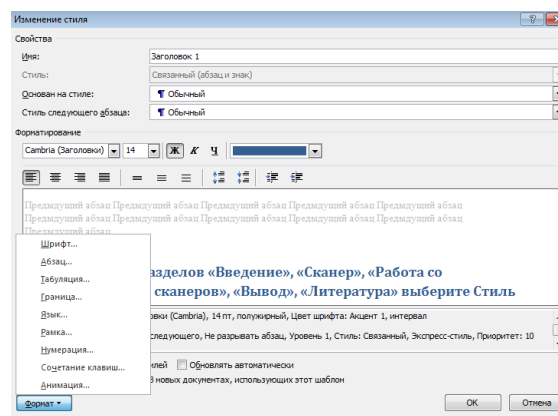 Изменение стиля
Свойства
Имя: Заголовок 1
Стиль: Связанный (абзац и знак)
Основан на стиле: ¶ Обычный
Стиль следующего абзаца: ¶ Обычный
Форматирование
Cambria (Заголовки) 14 Ж К Ч
Предыдущий абзац Предыдущий абзац Предыдущий абзац Предыдущий абзац Предыдущий абзац
Предыдущий абзац Предыдущий абзац Предыдущий абзац Предыдущий абзац Предыдущий абзац
Предыдущий абзац
азделов «Введение», «Сканер», «Работа со
сканеров», «Вывод», «Литература» выберите Стиль
(Cambria), 14 пт, полужирный, Цвет шрифта: Акцент 1, интервал
следующего, Не разрывать абзац, Уровень 1, Стиль: Связанный, Экспресс-стиль, Приоритет: 10
Обновлять автоматически
новых документах, использующих этот шаблон
Шрифт...
Абзац...
Табуляция...
Граница...
Язык...
Рамка...
Нумерация...
Сочетание клавиш...
Анимация...
Формат
ОК Отмена